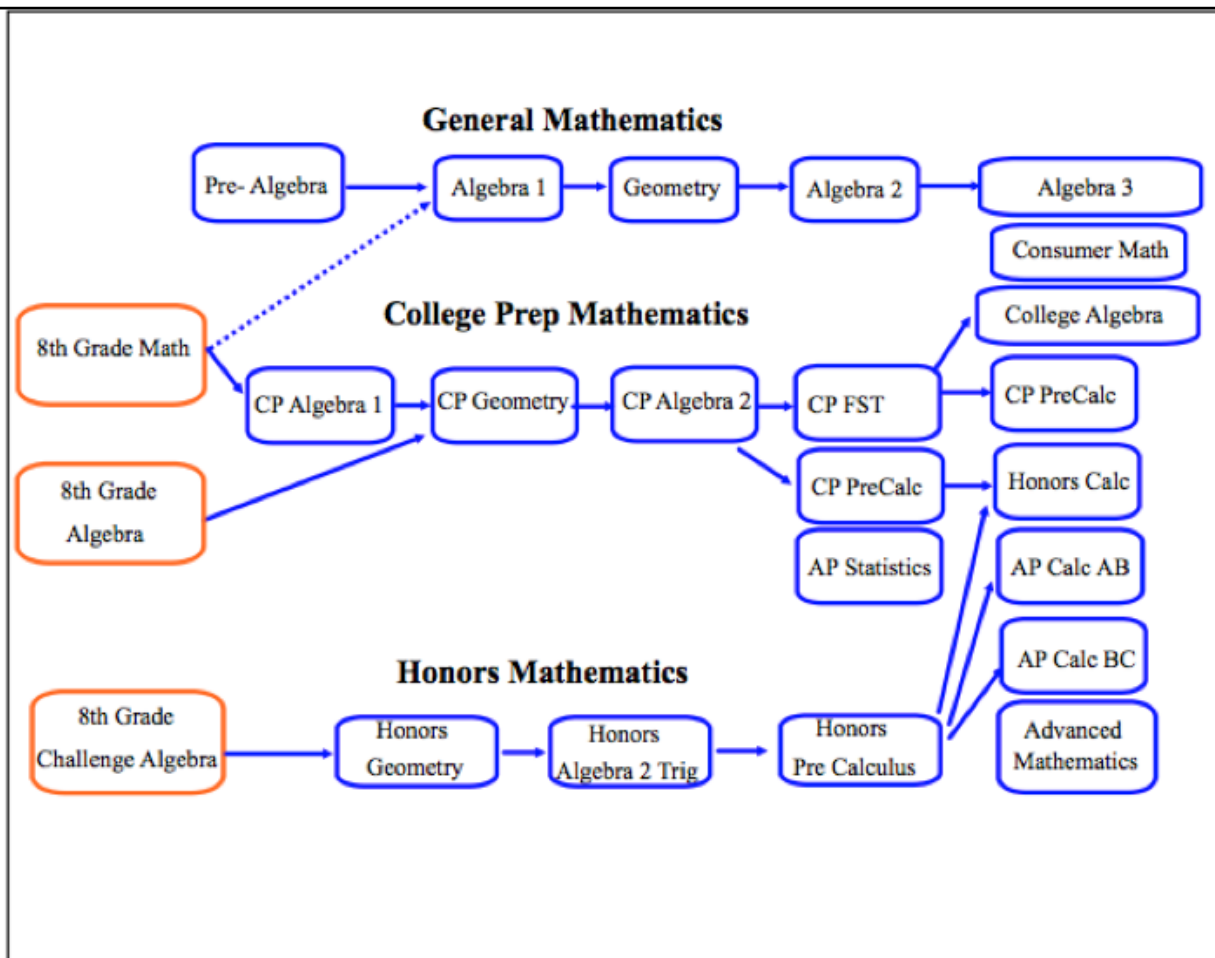 General Mathematics
Pre- Algebra
Algebra 1
Geometry
Algebra 2
Algebra 3
Consumer Math
College Prep Mathematics
College Algebra
8th Grade Math
CP Algebra 1
CP Geometry
CP Algebra 2
CP FST
CP PreCalc
8th Grade
Algebra
CP PreCalc
Honors Calc
AP Statistics
AP Calc AB
AP Calc BC
Honors Mathematics
8th Grade
Challenge Algebra
Honors
Geometry
Honors
Algebra 2 Trig
Honors
Pre Calculus
Advanced
Mathematics